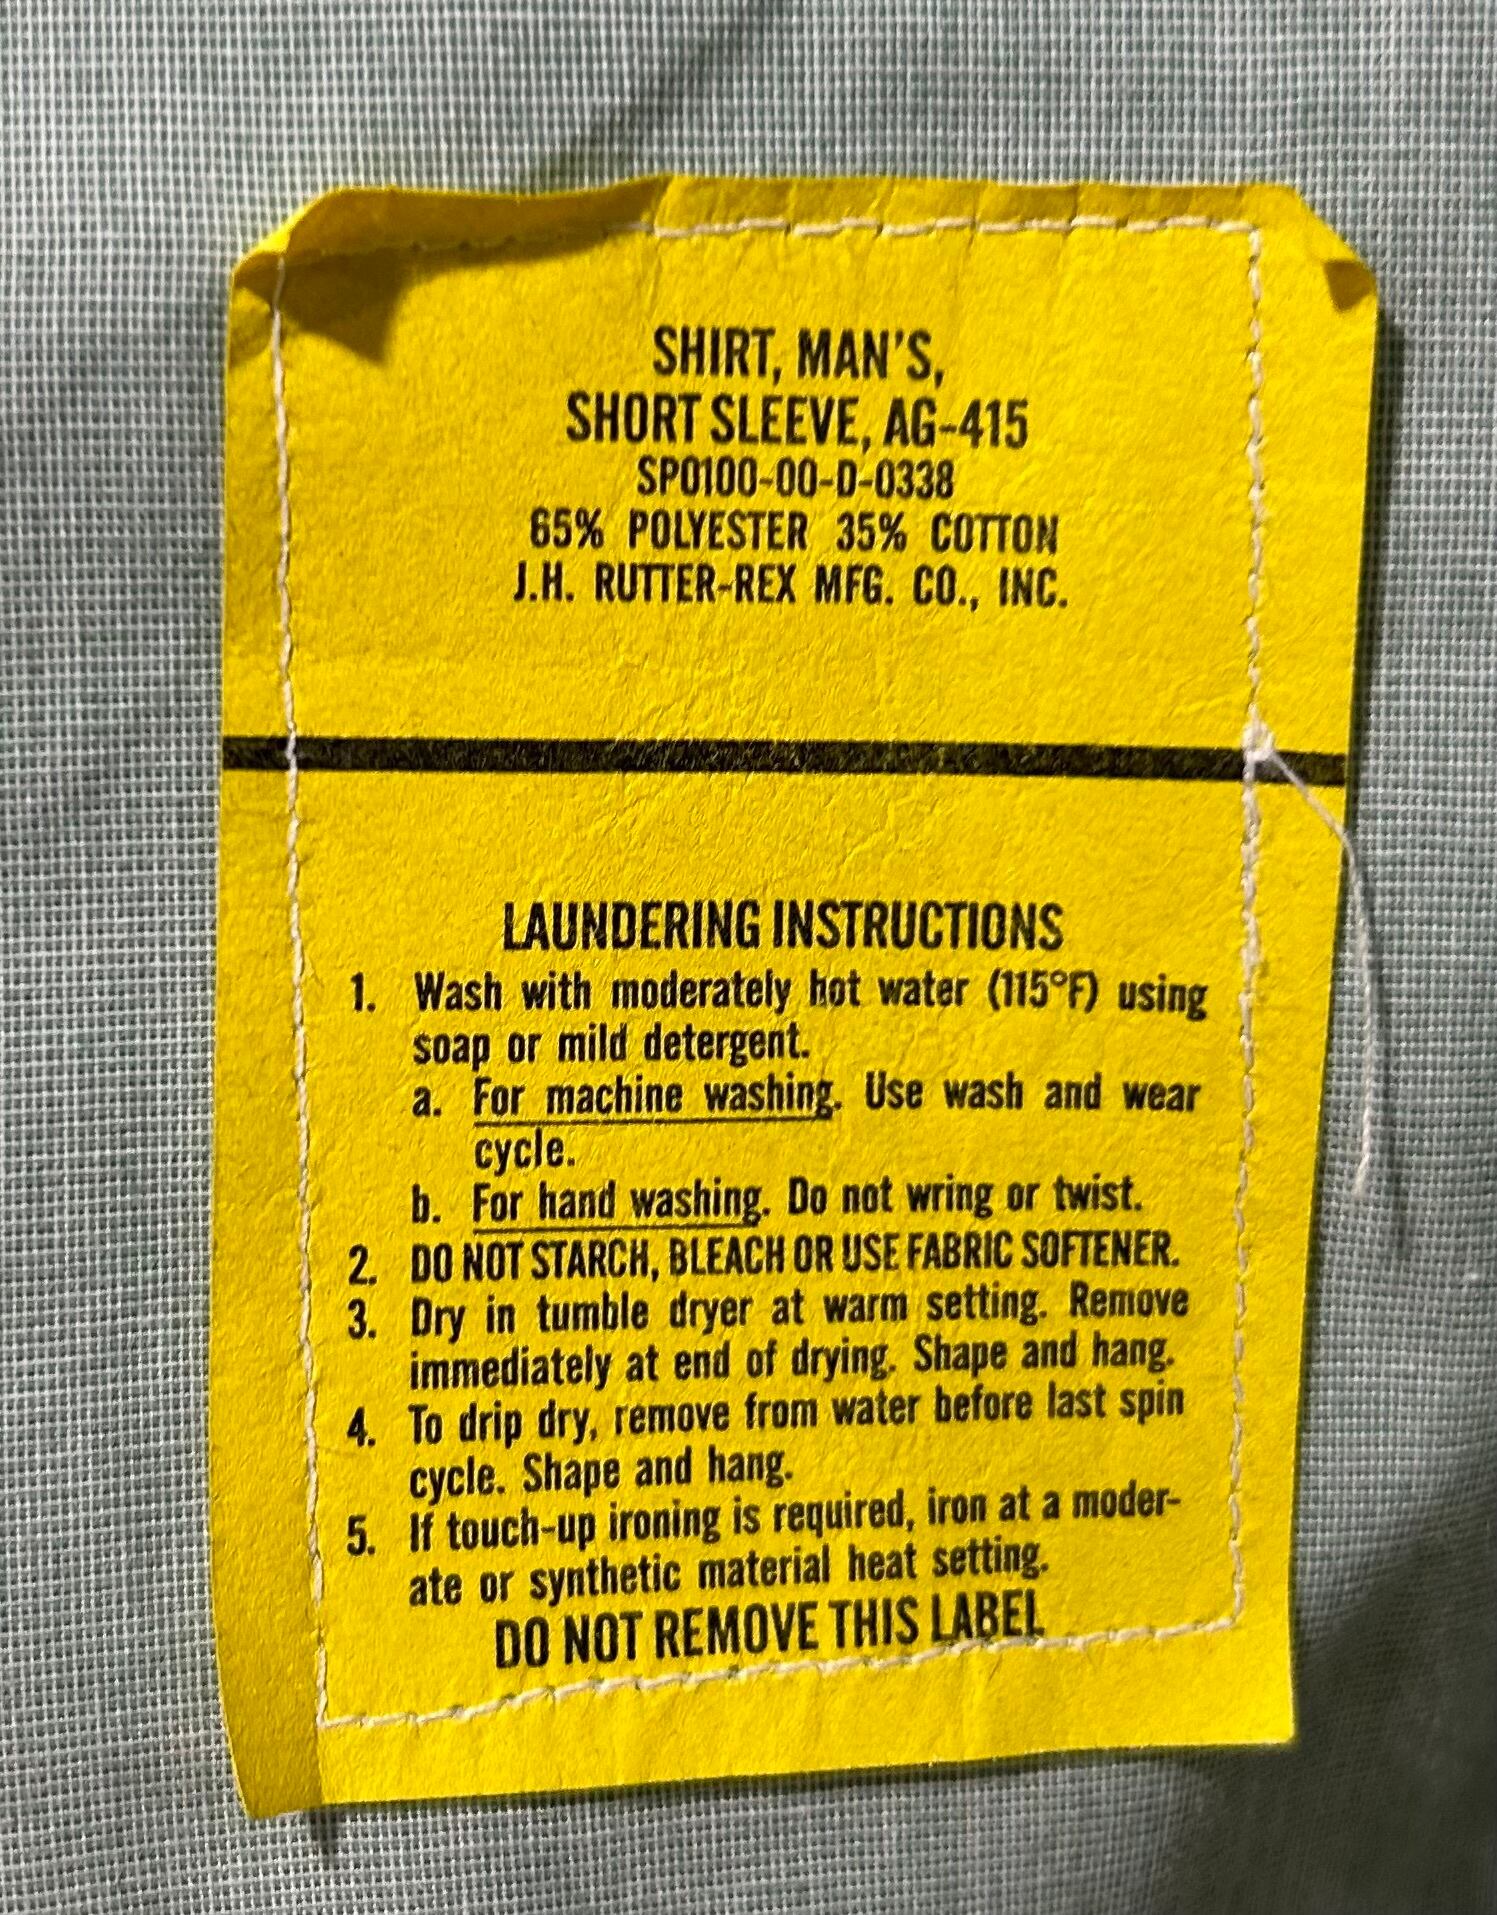 SHIRT, MAN'S,
SHORT SLEEVE, AG-415
SP0100-00-D-0338
65% POLYESTER 35% COTTON
J.H. RUTTER-REX MFG. CO., INC.
LAUNDERING INSTRUCTIONS
1. Wash with moderately hot water (115°F) using
soap or mild detergent.
a. For machine washing. Use wash and wear
cycle.
b. For hand washing. Do not wring or twist.
2. DO NOT STARCH, BLEACH OR USE FABRIC SOFTENER.
3. Dry in tumble dryer at warm setting. Remove
immediately at end of drying. Shape and hang.
4. To drip dry, remove from water before last spin
cycle. Shape and hang.
5. If touch-up ironing is required, iron at a moder-
ate or synthetic material heat setting.
DO NOT REMOVE THIS LABEL